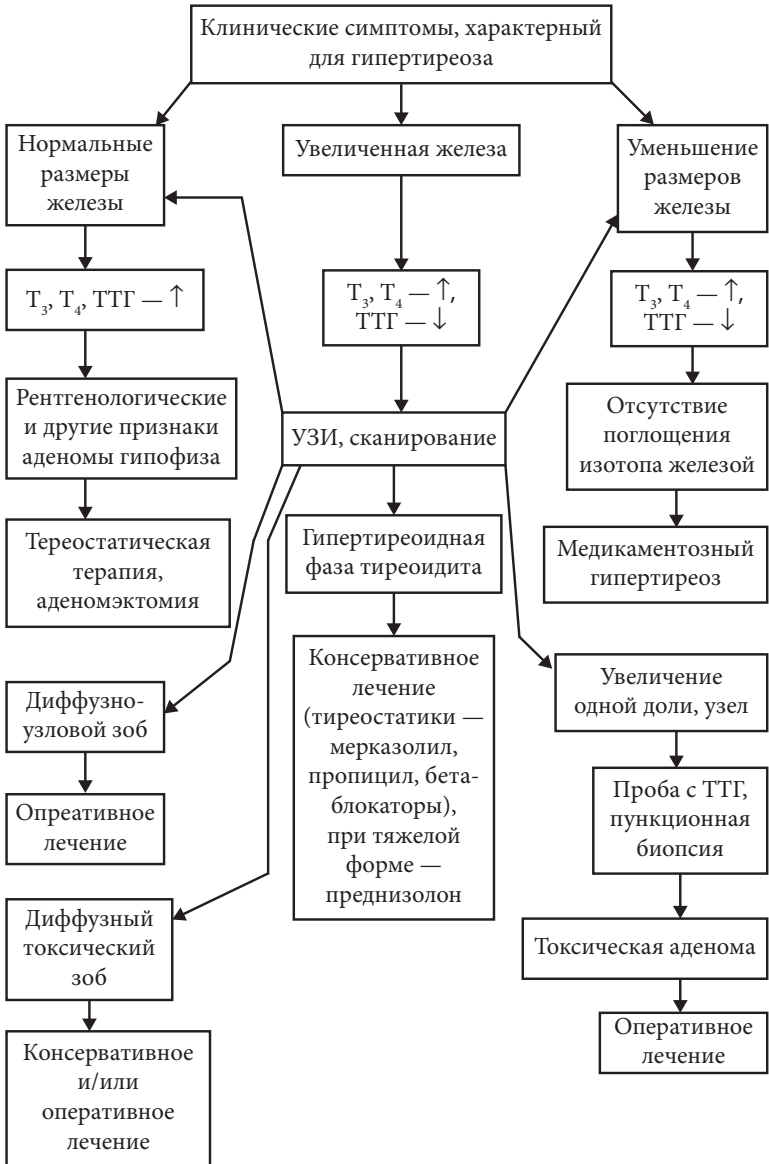 Клинические симптомы, характерный
для гипертиреоза
Нормальные
размеры
железы
Увеличенная железа
Уменьшение
размеров
железы
T₃, T₄, ТТГ — ↑
T₃, T₄ — ↑,
ТТГ — ↓
T₃, T₄ — ↑,
ТТГ — ↓
Рентгенологические
и другие признаки
аденомы гипофиза
УЗИ, сканирование
Отсутствие
поглощения
изотопа железой
Тереостатическая
терапия,
аденомэктомия
Гипертиреоидная
фаза тиреоидита
Медикаментозный
гипертиреоз
Диффузно-
узловой зоб
Консервативное
лечение
(тиреостатики —
мерказолил,
пропицил, бета-
блокаторы),
при тяжелой
форме —
преднизолон
Увеличение
одной доли, узел
Опреативное
лечение
Проба с ТТГ,
пункционная
биопсия
Диффузный
токсический
зоб
Токсическая аденома
Консервативное
и/или
оперативное
лечение
Оперативное
лечение